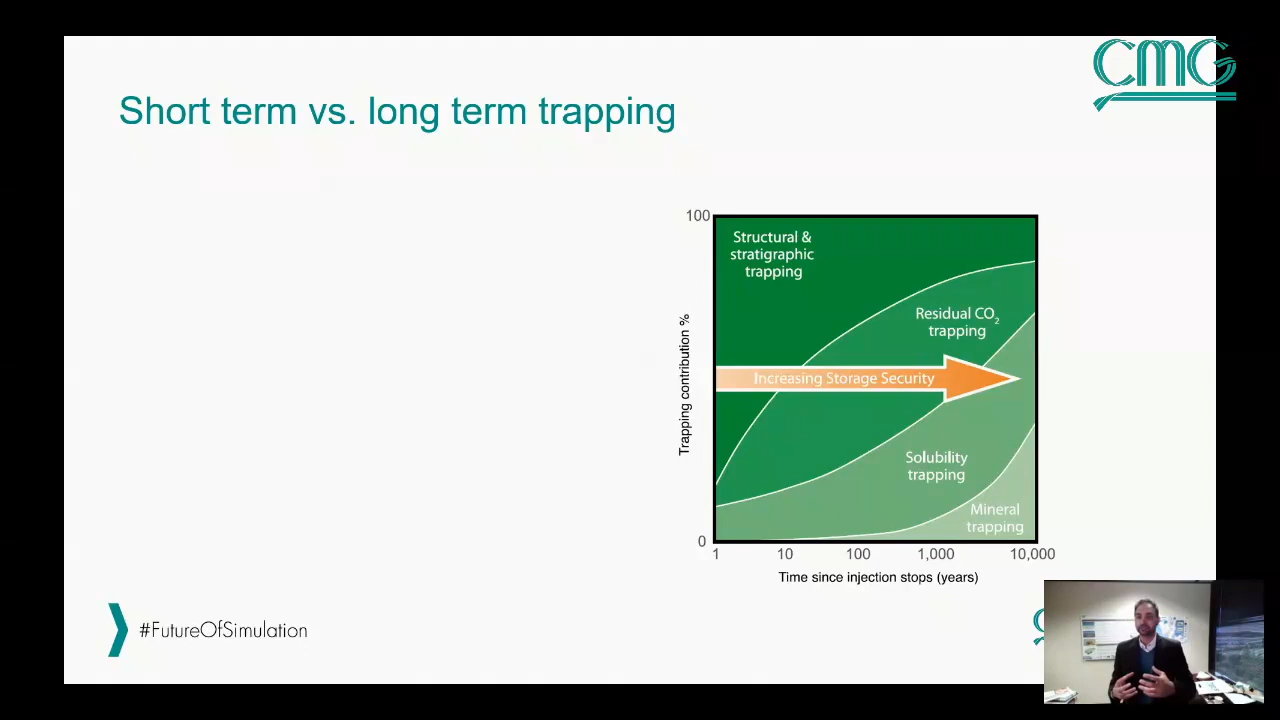 CMG
Short term vs. long term trapping
100
Structural &
stratigraphic
trapping
Residual CO2
trapping
Increasing Storage Security
Solubility
trapping
Mineral
trapping
Trapping contribution %
0
1 10 100 1,000 10,000
Time since injection stops (years)
#FutureOfSimulation